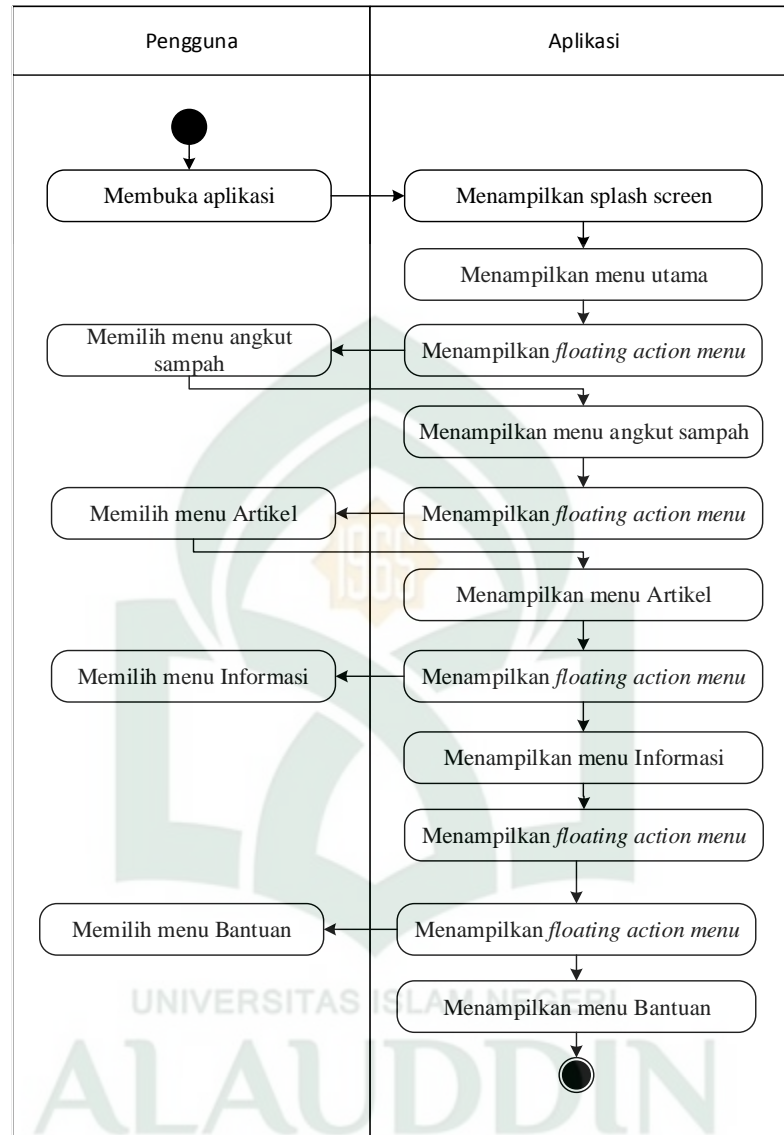 Pengguna
Aplikasi
Membuka aplikasi
Menampilkan splash screen
Menampilkan menu utama
Memilih menu angkut
sampah
Menampilkan floating action menu
Menampilkan menu angkut sampah
Memilih menu Artikel
Menampilkan floating action menu
1965
Menampilkan menu Artikel
Memilih menu Informasi
Menampilkan floating action menu
Menampilkan menu Informasi
Menampilkan floating action menu
Memilih menu Bantuan
Menampilkan floating action menu
UNIVERSITAS ISLAM NEGERI
Menampilkan menu Bantuan
ALAUDDIN